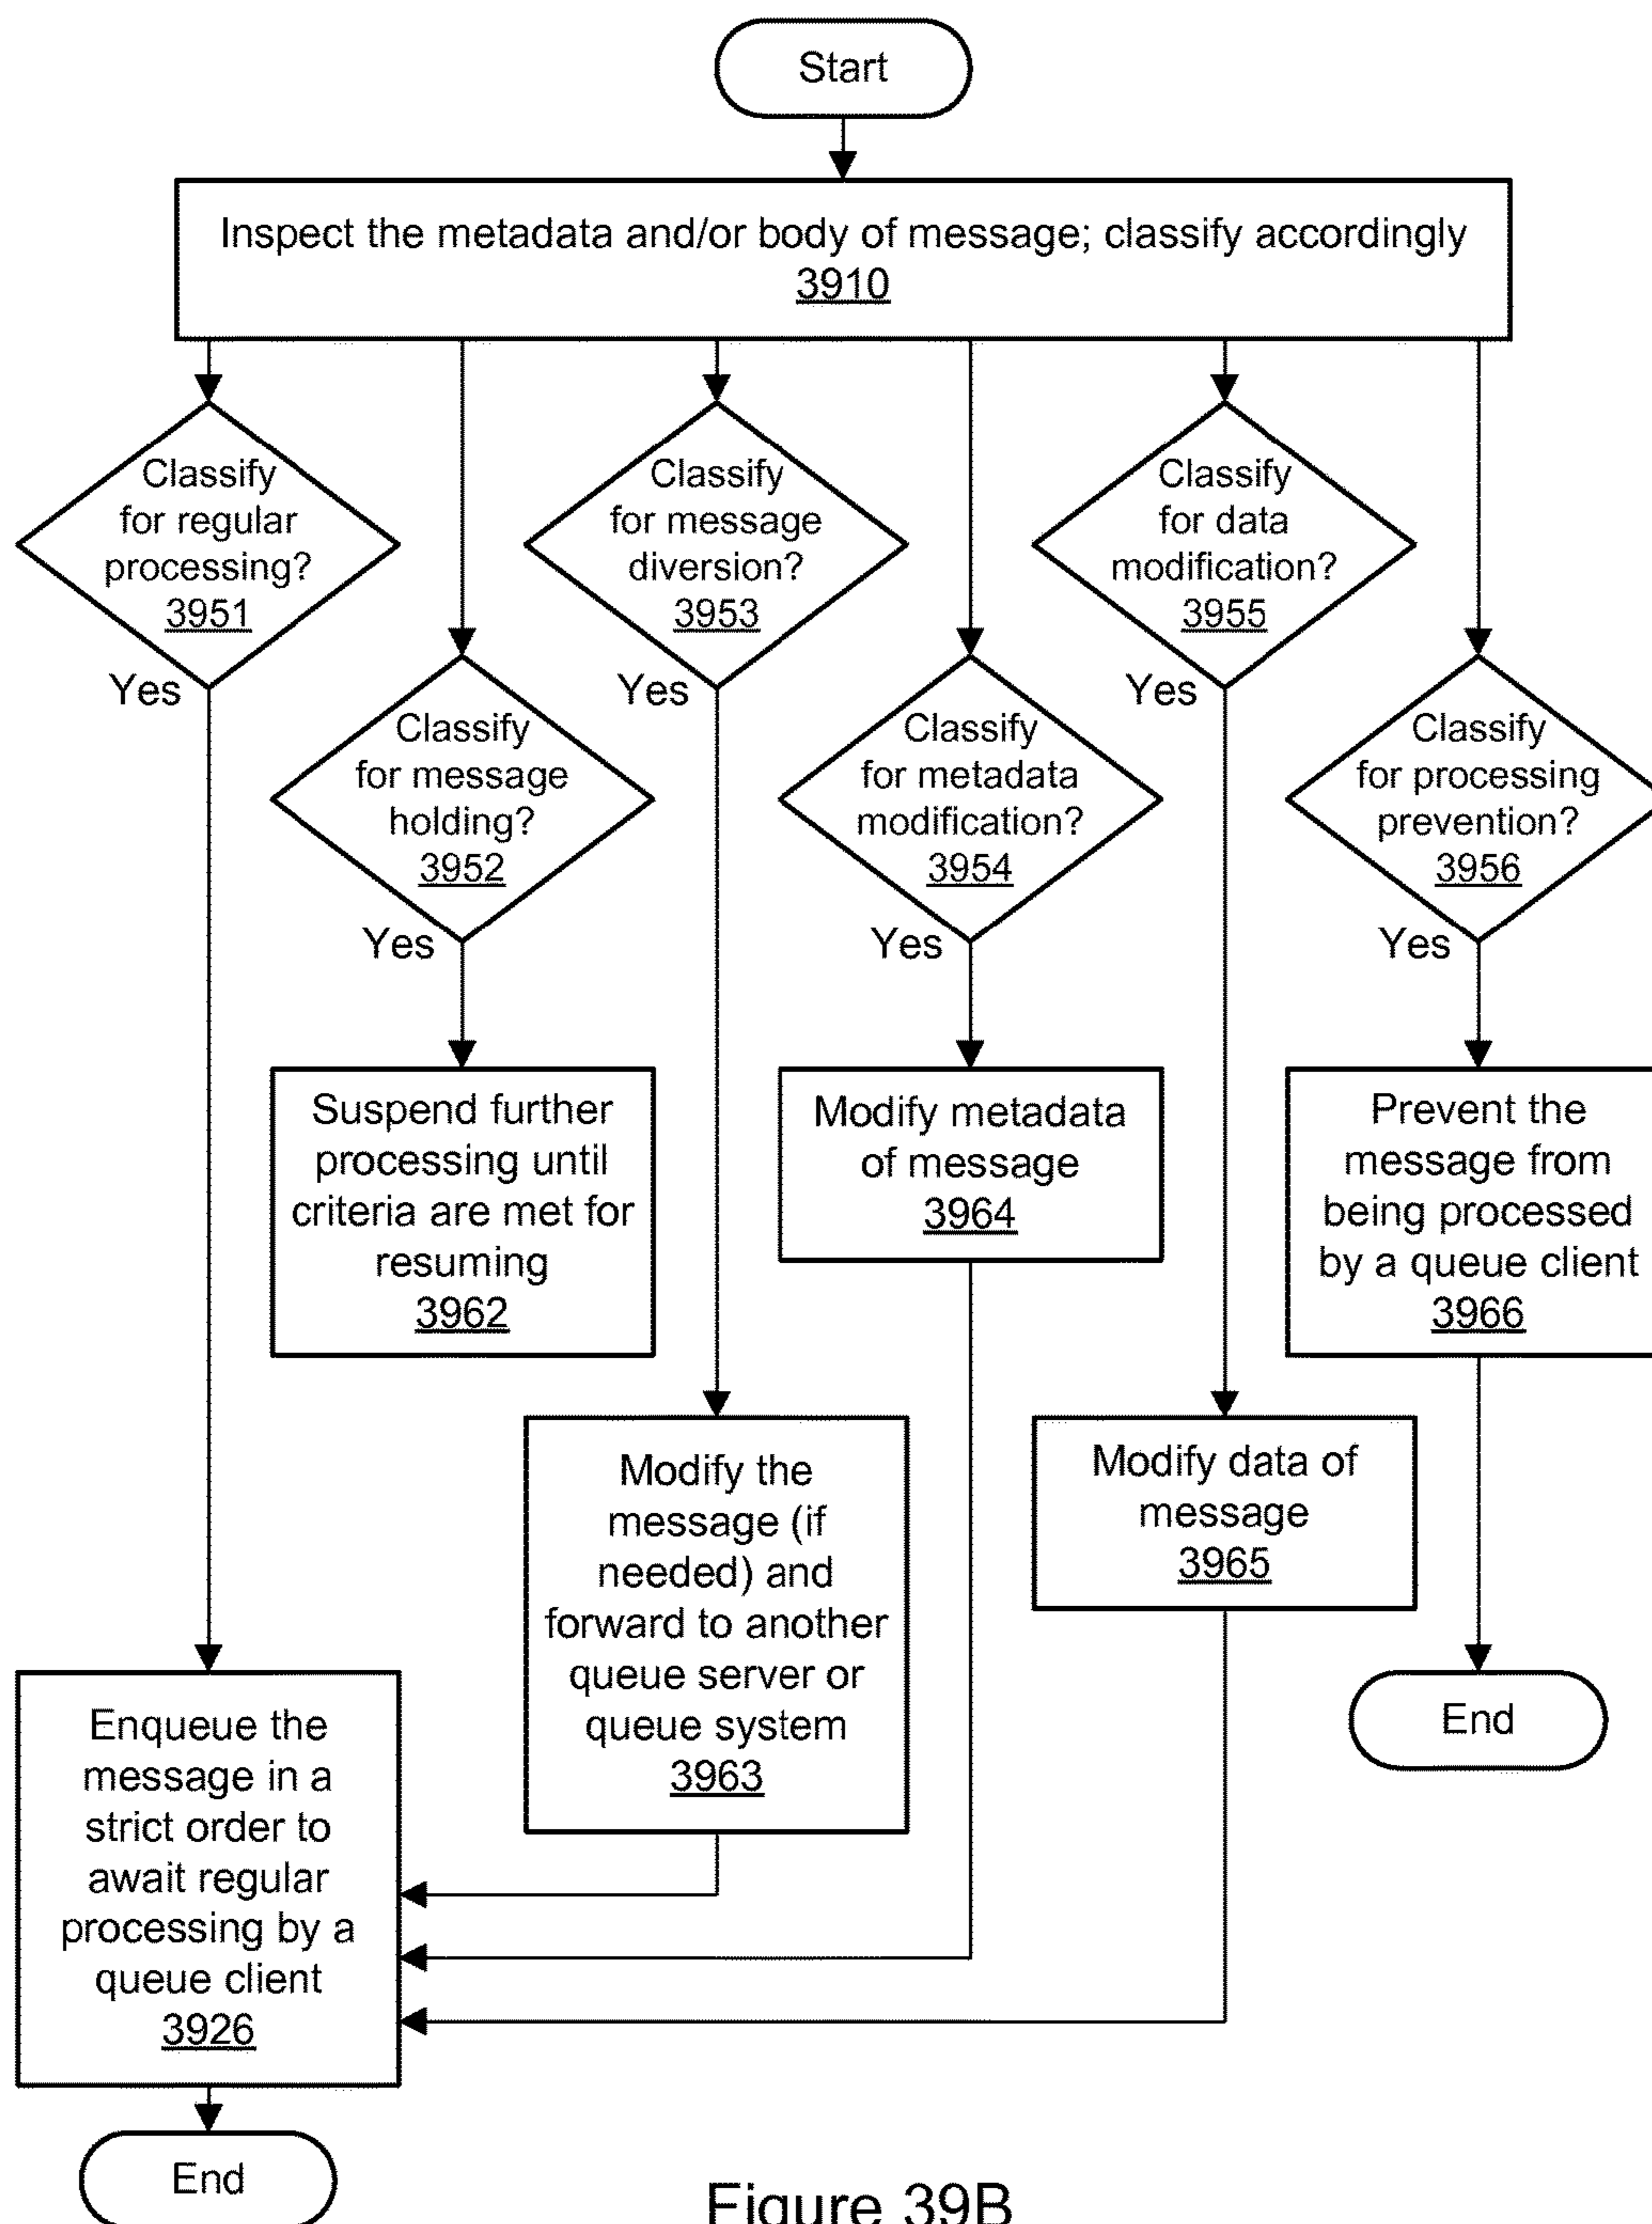 Start
Inspect the metadata and/or body of message; classify accordingly
3910
Classify
for regular
processing?
3951
Yes
Classify
for message
holding?
3952
Yes
Classify
for message
diversion?
3953
Yes
Classify
for metadata
modification?
3954
Yes
Classify
for data
modification?
3955
Yes
Classify
for processing
prevention?
3956
Yes
Suspend further
processing until
criteria are met for
resuming
3962
Modify metadata
of message
3964
Prevent the
message from
being processed
by a queue client
3966
Modify the
message (if
needed) and
forward to another
queue server or
queue system
3963
Modify data of
message
3965
End
Enqueue the
message in a
strict order to
await regular
processing by a
queue client
3926
End
Figure 39B